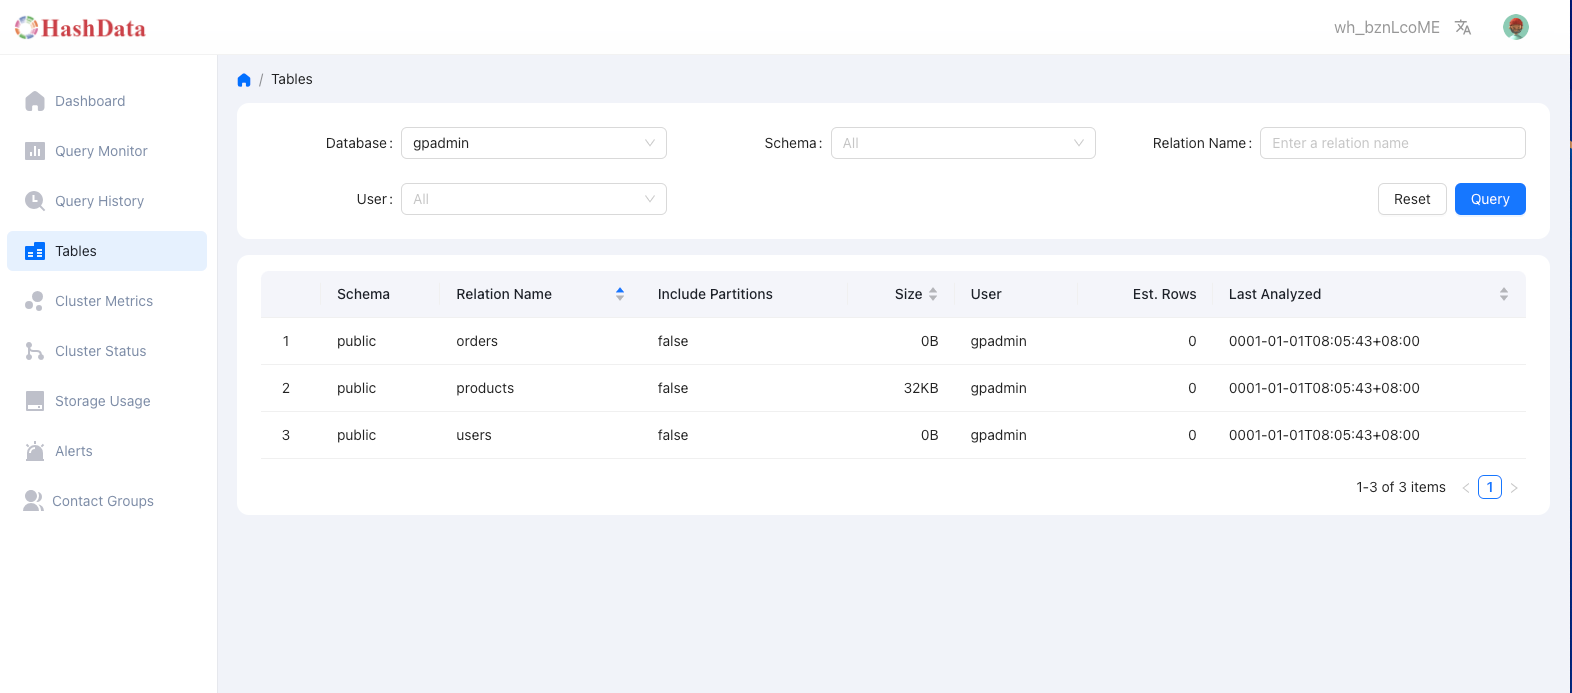 HashData
wh_bznLcoME
Dashboard
Query Monitor
Query History
Tables
Cluster Metrics
Cluster Status
Storage Usage
Alerts
Contact Groups
/ Tables
Database: gpadmin Schema: All Relation Name: Enter a relation name
User: All Reset Query
Schema Relation Name Include Partitions Size User Est. Rows Last Analyzed
1 public orders false 0B gpadmin 0 0001-01-01T08:05:43+08:00
2 public products false 32KB gpadmin 0 0001-01-01T08:05:43+08:00
3 public users false 0B gpadmin 0 0001-01-01T08:05:43+08:00
1-3 of 3 items < 1 >